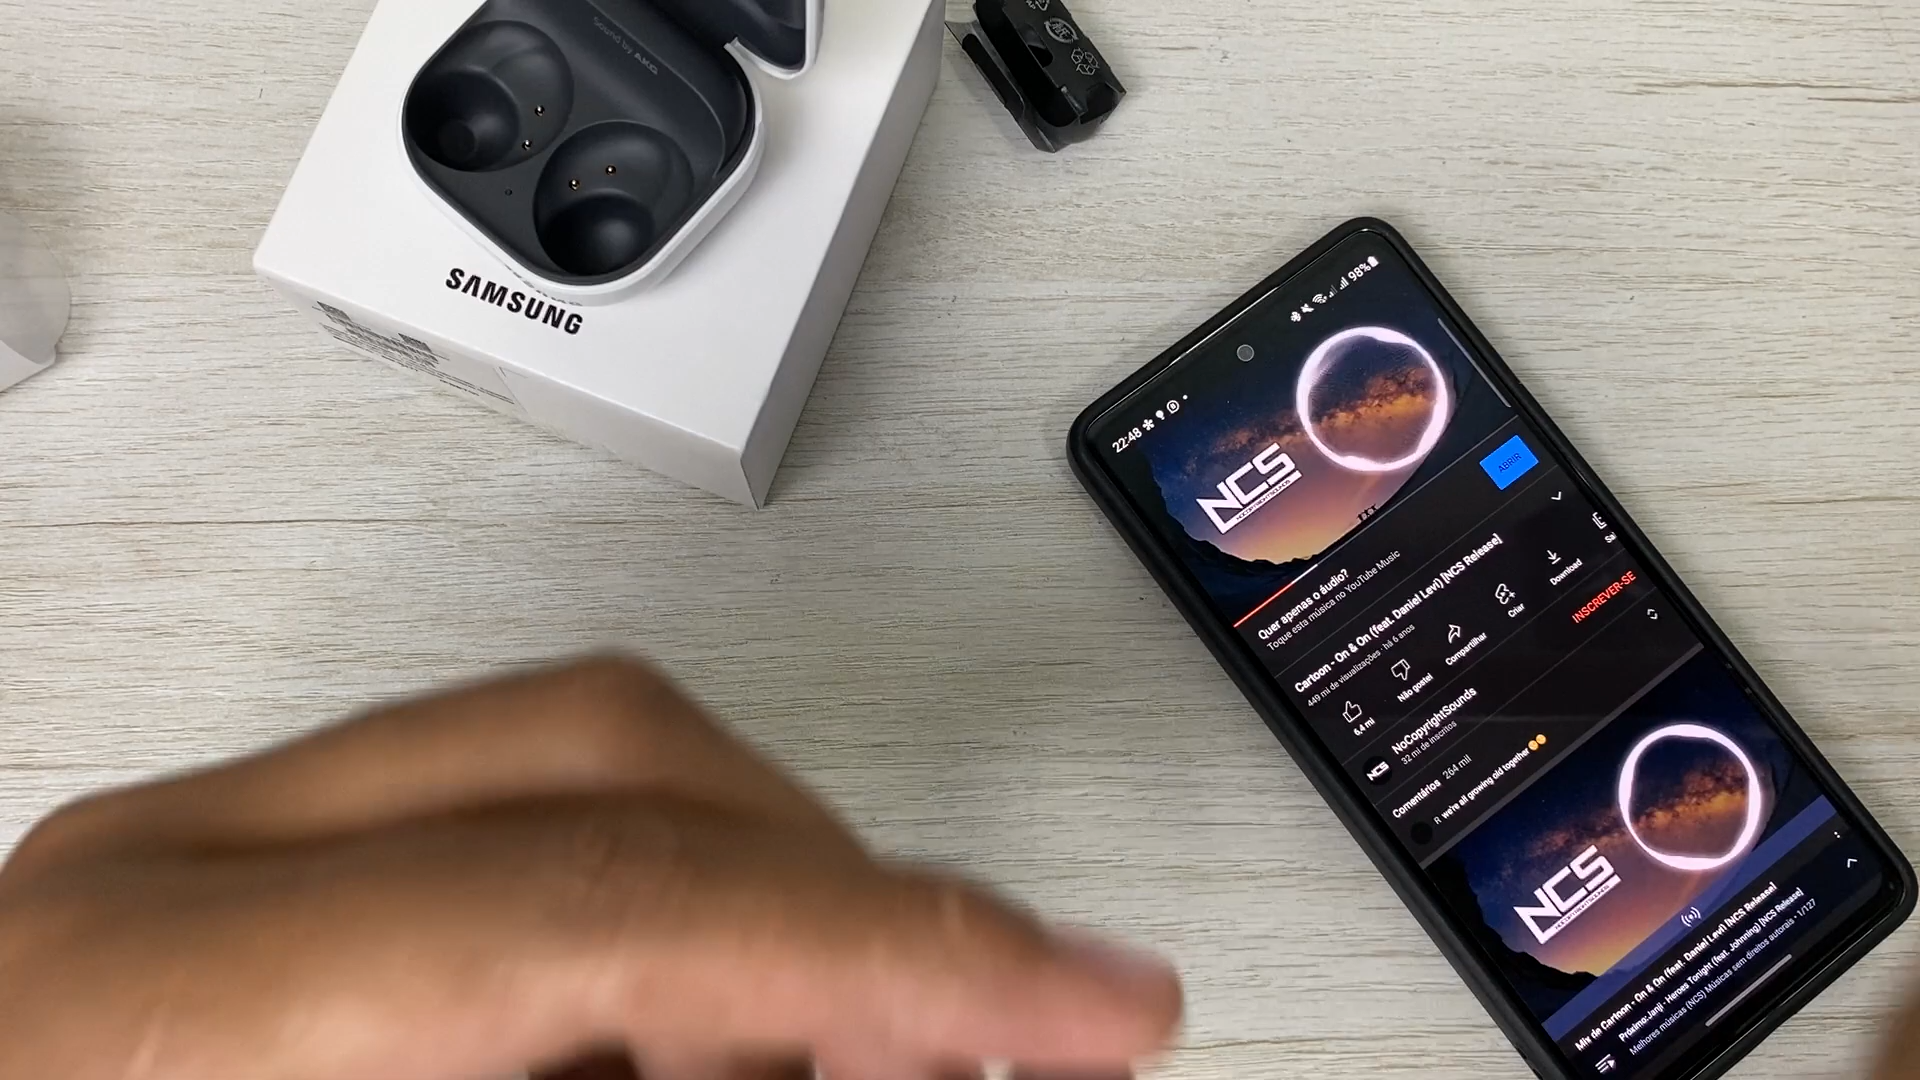 Sound by AKG
SAMSUNG
22:48
98%
NCS
NOCOPYRIGHTSOUNDS
Quer apenas o áudio?
Toque esta música no YouTube Music
ABRIR
Cartoon - On & On (feat. Daniel Levi) [NCS Release]
449 mi de visualizações · há 6 anos
6,4 mi
Não gostei
Compartilhar
Criar
Download
Sal
NCS
NoCopyrightSounds
32 mi de inscritos
INSCREVER-SE
Comentários 264 mil
R we're all growing old together
NCS
NOCOPYRIGHTSOUNDS
Mix de Cartoon - On & On (feat. Daniel Levi) [NCS Release]
Próximo: Janji - Heroes Tonight (feat. Johnning) [NCS Release]
Melhores músicas (NCS) Músicas sem direitos autorais • 1/127